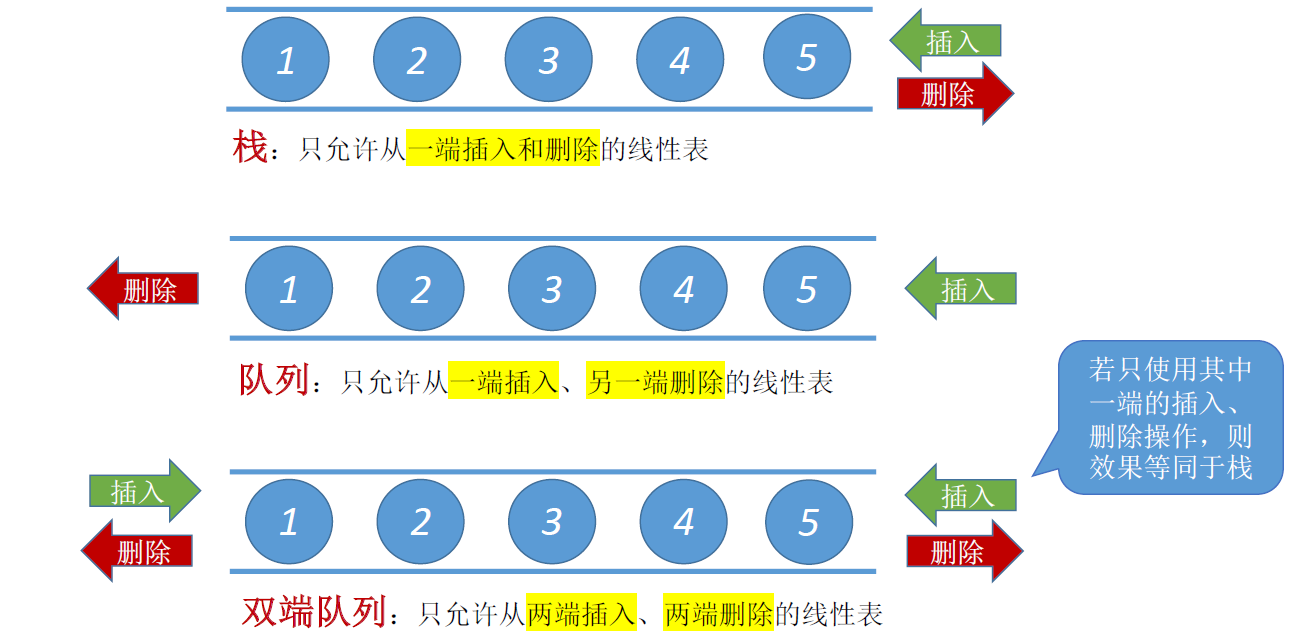 1 2 3 4 5
插入
删除
栈：只允许从一端插入和删除的线性表
删除
1 2 3 4 5
插入
队列：只允许从一端插入、另一端删除的线性表
若只使用其中
一端的插入、
删除操作，则
效果等同于栈
插入
删除
1 2 3 4 5
插入
删除
双端队列：只允许从两端插入、两端删除的线性表